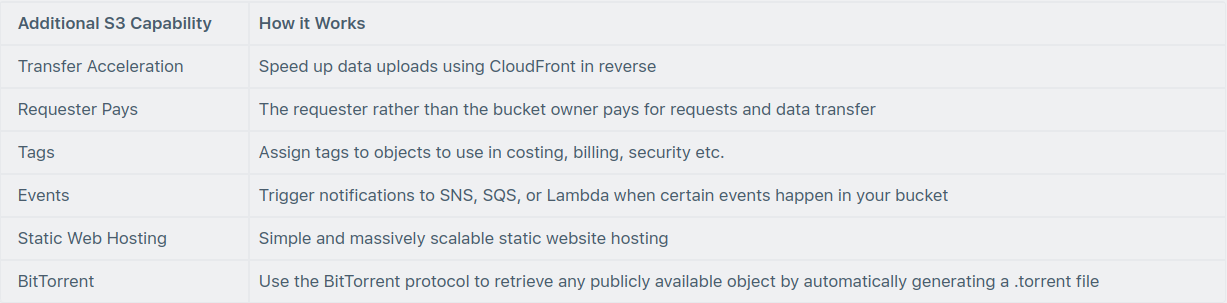 Additional S3 Capability How it Works
Transfer Acceleration Speed up data uploads using CloudFront in reverse
Requester Pays The requester rather than the bucket owner pays for requests and data transfer
Tags Assign tags to objects to use in costing, billing, security etc.
Events Trigger notifications to SNS, SQS, or Lambda when certain events happen in your bucket
Static Web Hosting Simple and massively scalable static website hosting
BitTorrent Use the BitTorrent protocol to retrieve any publicly available object by automatically generating a .torrent file